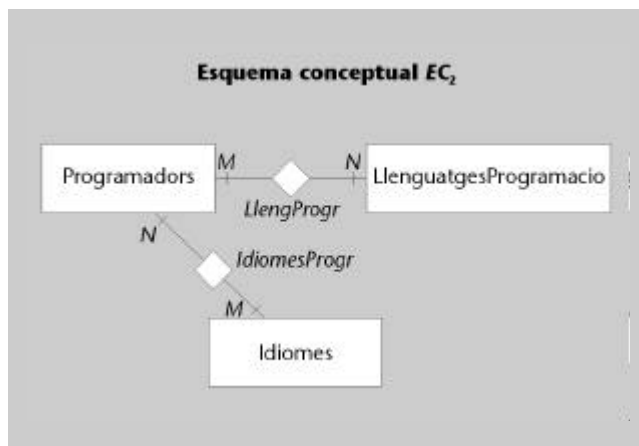 Esquema conceptual EC₂
Programadors
M
N
LlenguatgesProgramacio
LlengProgr
N
IdiomesProgr
M
Idiomes